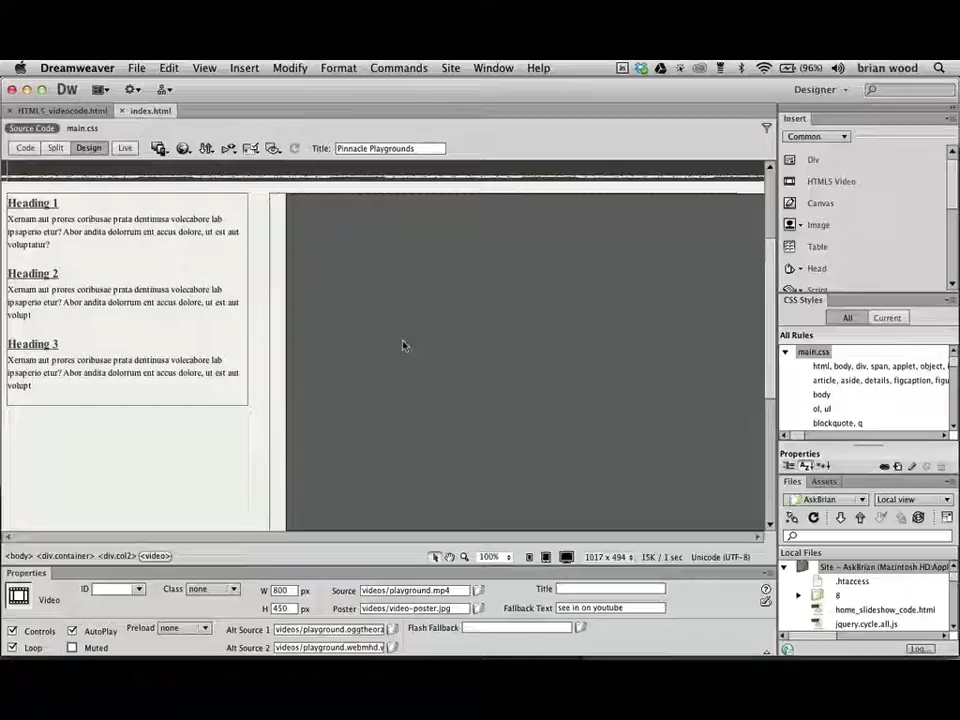 Dreamweaver File Edit View Insert Modify Format Commands Site Window Help (96%) brian wood
Dw Designer
HTML5_videocode.html index.html
Source Code main.css
Code Split Design Live Title: Pinnacle Playgrounds
Heading 1
Xernam aut prores coribusae prata dentinusa volecabore lab
ipsaperio etur? Abor andita dolorrum ent accus dolore, ut est aut
voluptatur?
Heading 2
Xernam aut prores coribusae prata dentinusa volecabore lab
ipsaperio etur? Abor andita dolorrum ent accus dolore, ut est aut
volupt
Heading 3
Xernam aut prores coribusae prata dentinusa volecabore lab
ipsaperio etur? Abor andita dolorrum ent accus dolore, ut est aut
volupt
Insert
Common
Div
HTML5 Video
Canvas
Image
Table
Head
Script
CSS Styles
All Current
All Rules
main.css
html, body, div, span, applet, object, i
article, aside, details, figcaption, figu
body
ol, ul
blockquote, q
Properties
Files Assets
AskBrian Local view
Local Files
Site - AskBrian (Macintosh HD:Appl
.htaccess
8
home_slideshow_code.html
jquery.cycle.all.js
Log...
<body> <div.container> <div.col2> <video> 100% 1017 x 494 15K / 1 sec Unicode (UTF-8)
Properties
Video ID Class none W 800 Source videos/playground.mp4 Title
H 450 Poster videos/video-poster.jpg Fallback Text see in youtube
Controls AutoPlay Preload none Alt Source 1 videos/playground.oggtheora Flash Fallback
Loop Muted Alt Source 2 videos/playground.webmhd.w